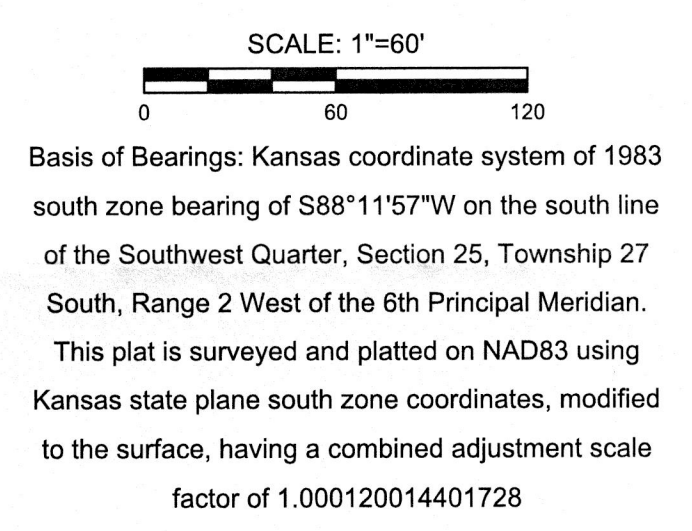 SCALE: 1"=60'
0 60 120
Basis of Bearings: Kansas coordinate system of 1983
south zone bearing of S88°11'57"W on the south line
of the Southwest Quarter, Section 25, Township 27
South, Range 2 West of the 6th Principal Meridian.
This plat is surveyed and platted on NAD83 using
Kansas state plane south zone coordinates, modified
to the surface, having a combined adjustment scale
factor of 1.000120014401728